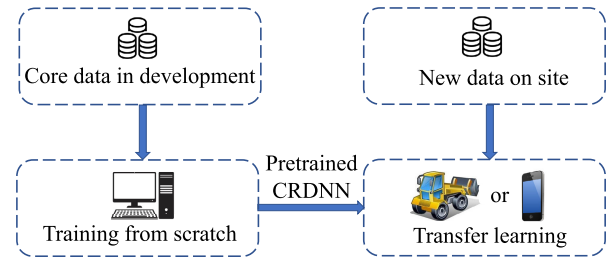 Core data in development
New data on site
Pretrained
CRDNN
or
Training from scratch
Transfer learning